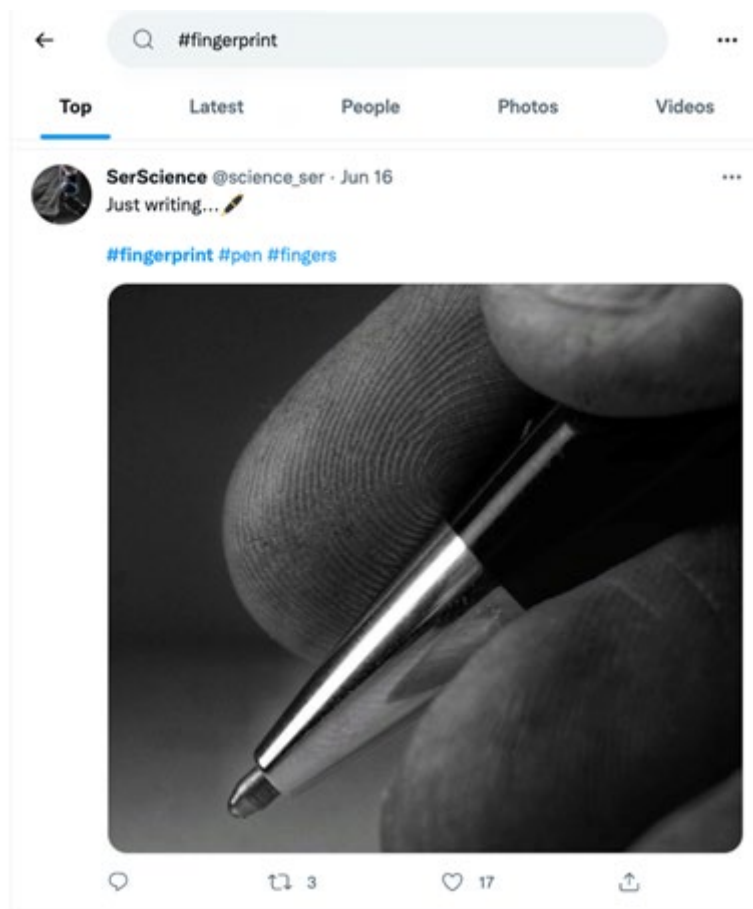 #fingerprint
Top Latest People Photos Videos
SerScience @science_ser · Jun 16
Just writing...
#fingerprint #pen #fingers
3 17